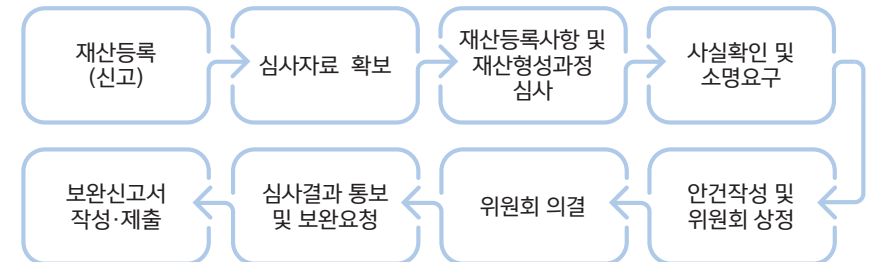 재산등록
(신고)
심사자료 확보
재산등록사항 및
재산형성과정
심사
사실확인 및
소명요구
안건작성 및
위원회 상정
위원회 의결
심사결과 통보
및 보완요청
보완신고서
작성·제출